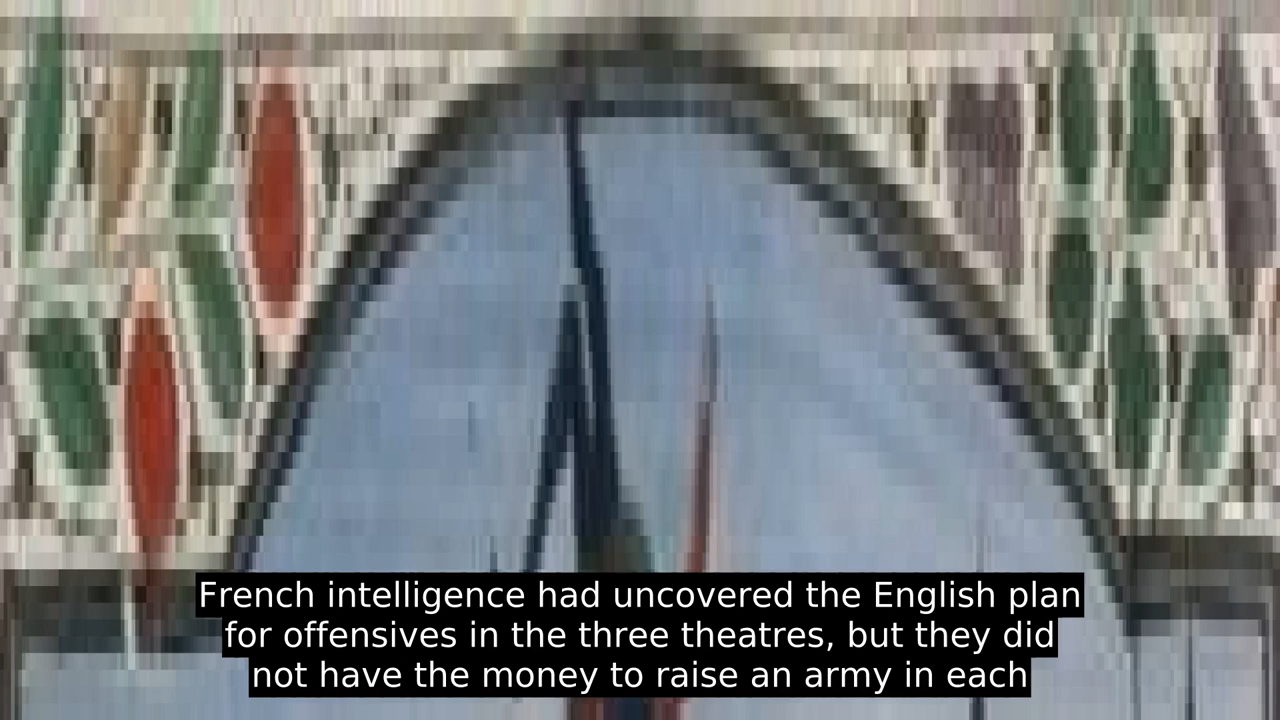 French intelligence had uncovered the English plan
for offensives in the three theatres, but they did
not have the money to raise an army in each